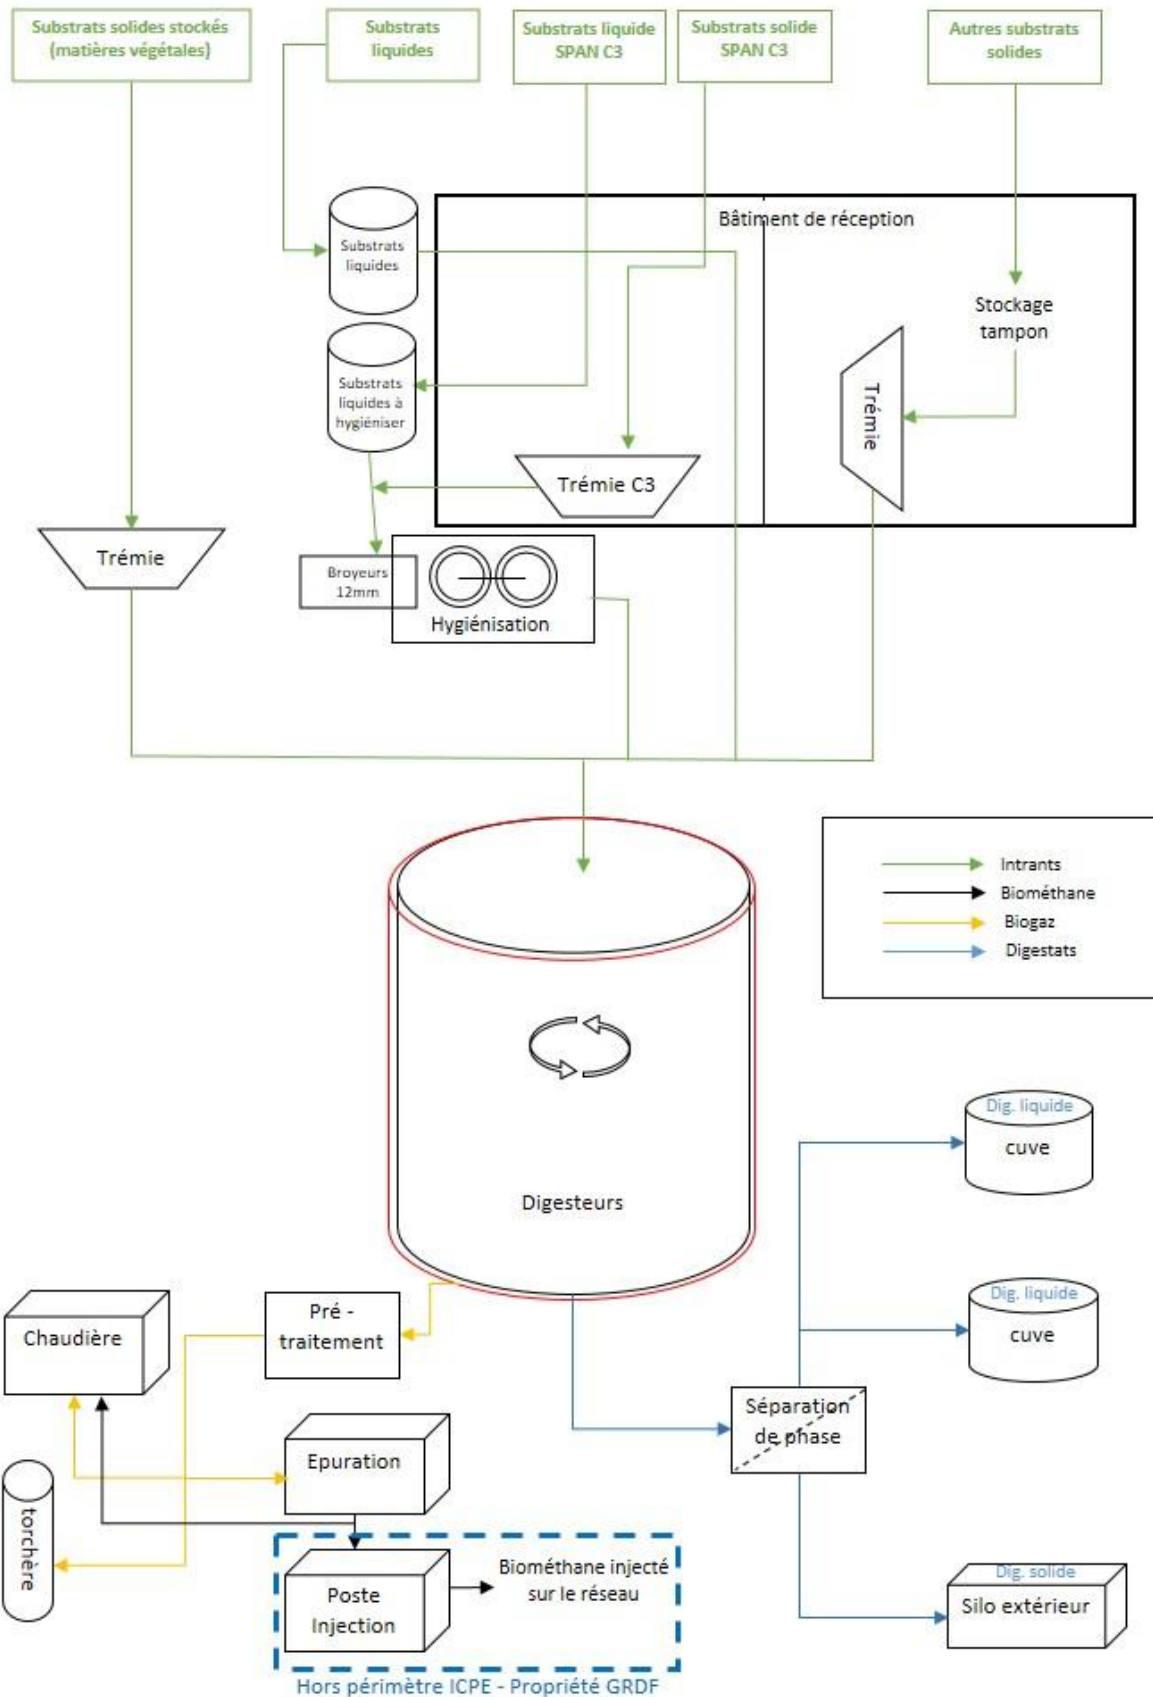 Substrats solides stockés
(matières végétales)
Substrats
liquides
Substrats liquide
SPAN C3
Substrats solide
SPAN C3
Autres substrats
solides
Bâtiment de réception
Substrats
liquides
Stockage
tampon
Substrats
liquides à
hygiéniser
Trémie
Trémie C3
Trémie
Broyeurs
12mm
Hygiénisation
Intrants
Biométhane
Biogaz
Digestats
Digesteurs
Dig. liquide
cuve
Dig. liquide
cuve
Chaudière
Pré -
traitement
Séparation
de phase
Epuration
torchère
Poste
Injection
Biométhane injecté
sur le réseau
Dig. solide
Silo extérieur
Hors périmètre ICPE - Propriété GRDF